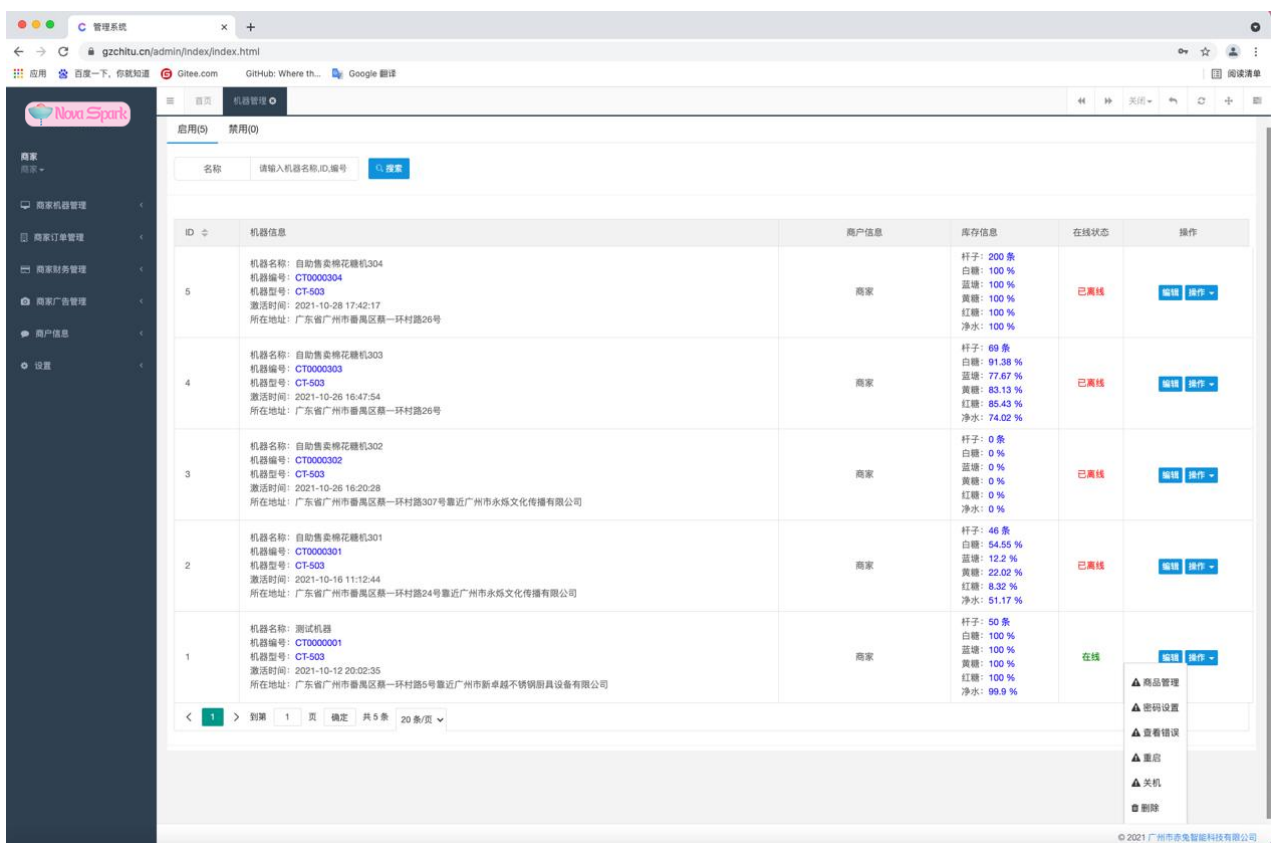 管理系统
gzchitu.cn/admin/Index/index.html
应用 百度一下，你就知道 Gitee.com GitHub: Where th... Google 翻译 阅读清单
Nova Spark
首页 机器管理 关闭
商家
商家
商家机器管理
商家订单管理
商家财务管理
商家广告管理
商户信息
设置
启用(5) 禁用(0)
名称 请输入机器名称,ID,编号 搜索
ID 机器信息 商户信息 库存信息 在线状态 操作
5
机器名称：自助售卖棉花糖机304
机器编号：CT0000304
机器型号：CT-503
激活时间：2021-10-28 17:42:17
所在地址：广东省广州市番禺区蔡一环村路26号
商家
杆子：200 条
白糖：100 %
蓝塘：100 %
黄糖：100 %
红糖：100 %
净水：100 %
已离线
编辑 操作
4
机器名称：自助售卖棉花糖机303
机器编号：CT0000303
机器型号：CT-503
激活时间：2021-10-26 16:47:54
所在地址：广东省广州市番禺区蔡一环村路26号
商家
杆子：69 条
白糖：91.38 %
蓝塘：77.67 %
黄糖：83.13 %
红糖：85.43 %
净水：74.02 %
已离线
编辑 操作
3
机器名称：自助售卖棉花糖机302
机器编号：CT0000302
机器型号：CT-503
激活时间：2021-10-26 16:20:28
所在地址：广东省广州市番禺区蔡一环村路307号靠近广州市永烁文化传播有限公司
商家
杆子：0 条
白糖：0 %
蓝塘：0 %
黄糖：0 %
红糖：0 %
净水：0 %
已离线
编辑 操作
2
机器名称：自助售卖棉花糖机301
机器编号：CT0000301
机器型号：CT-503
激活时间：2021-10-16 11:12:44
所在地址：广东省广州市番禺区蔡一环村路24号靠近广州市永烁文化传播有限公司
商家
杆子：46 条
白糖：54.55 %
蓝塘：12.2 %
黄糖：22.02 %
红糖：8.32 %
净水：51.17 %
已离线
编辑 操作
1
机器名称：测试机器
机器编号：CT0000001
机器型号：CT-503
激活时间：2021-10-12 20:02:35
所在地址：广东省广州市番禺区蔡一环村路5号靠近广州市新卓越不锈钢厨具设备有限公司
商家
杆子：50 条
白糖：100 %
蓝塘：100 %
黄糖：100 %
红糖：100 %
净水：99.9 %
在线
编辑 操作
商品管理
密码设置
查看错误
重启
关机
删除
1 到第 1 页 确定 共 5 条 20 条/页
© 2021 广州市赤兔智能科技有限公司